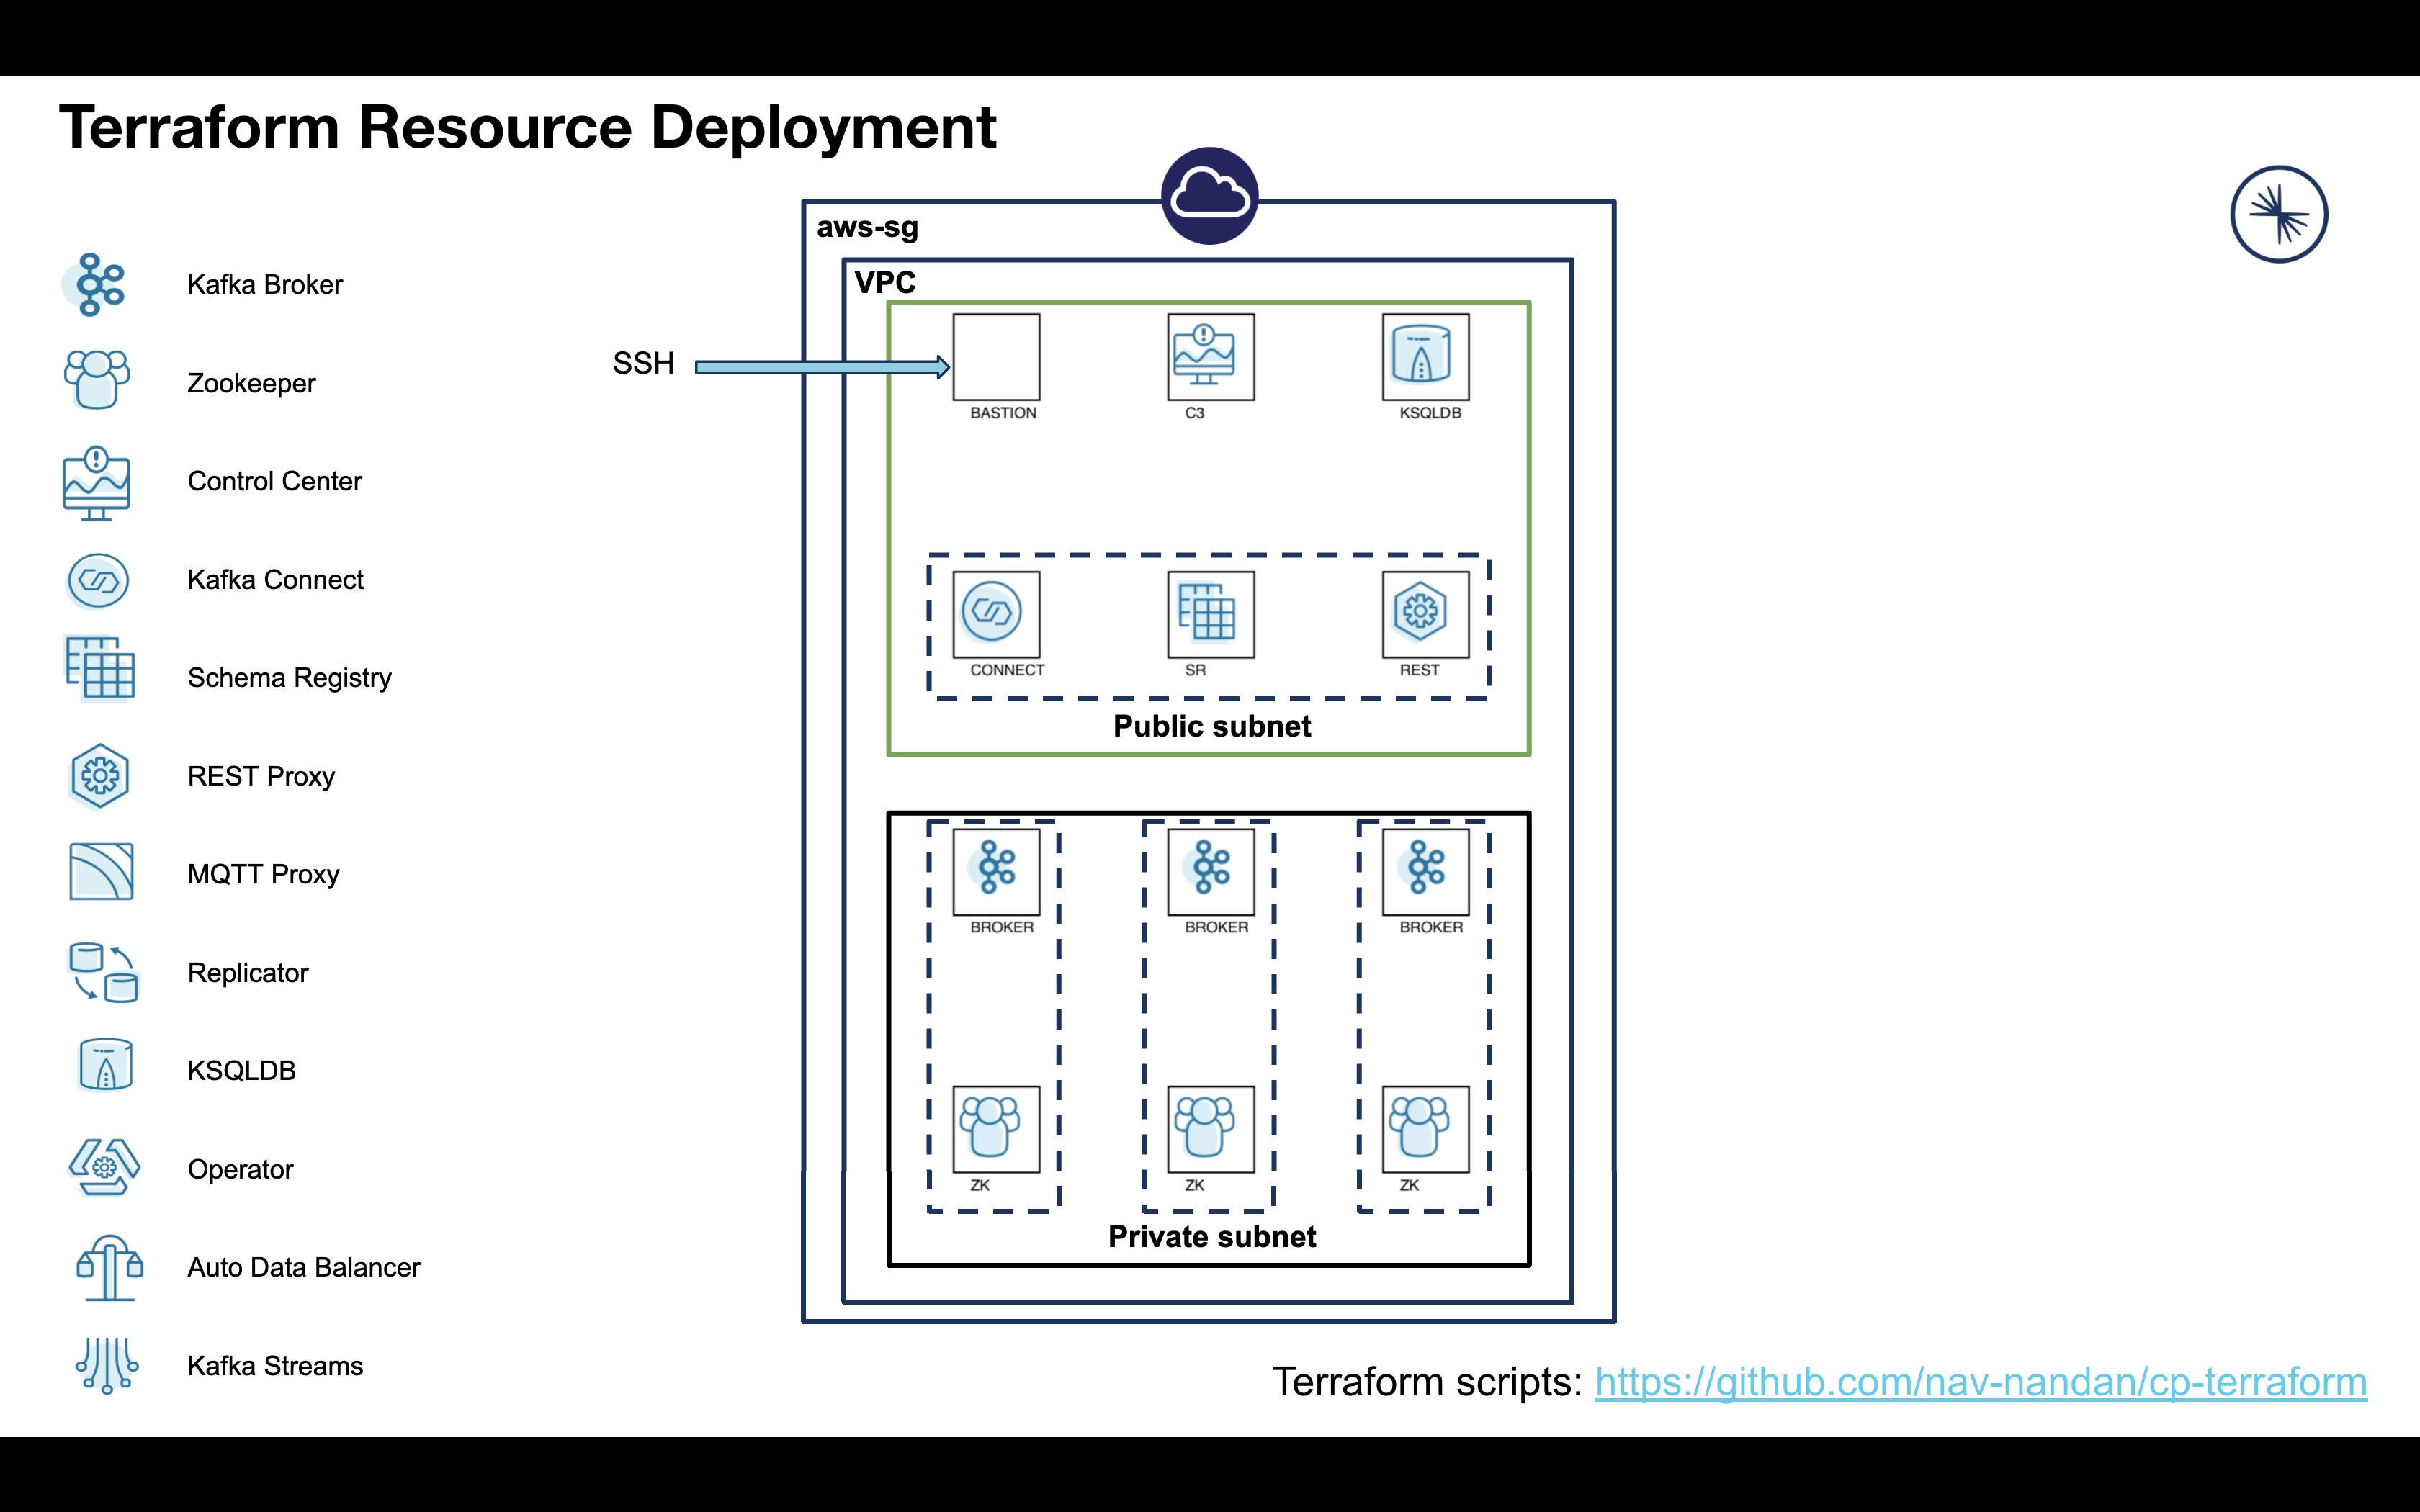 Terraform Resource Deployment
Kafka Broker
Zookeeper
Control Center
Kafka Connect
Schema Registry
REST Proxy
MQTT Proxy
Replicator
KSQLDB
Operator
Auto Data Balancer
Kafka Streams
SSH
aws-sg
VPC
BASTION
C3
KSQLDB
CONNECT
SR
REST
Public subnet
BROKER
BROKER
BROKER
ZK
ZK
ZK
Private subnet
Terraform scripts: https://github.com/nav-nandan/cp-terraform